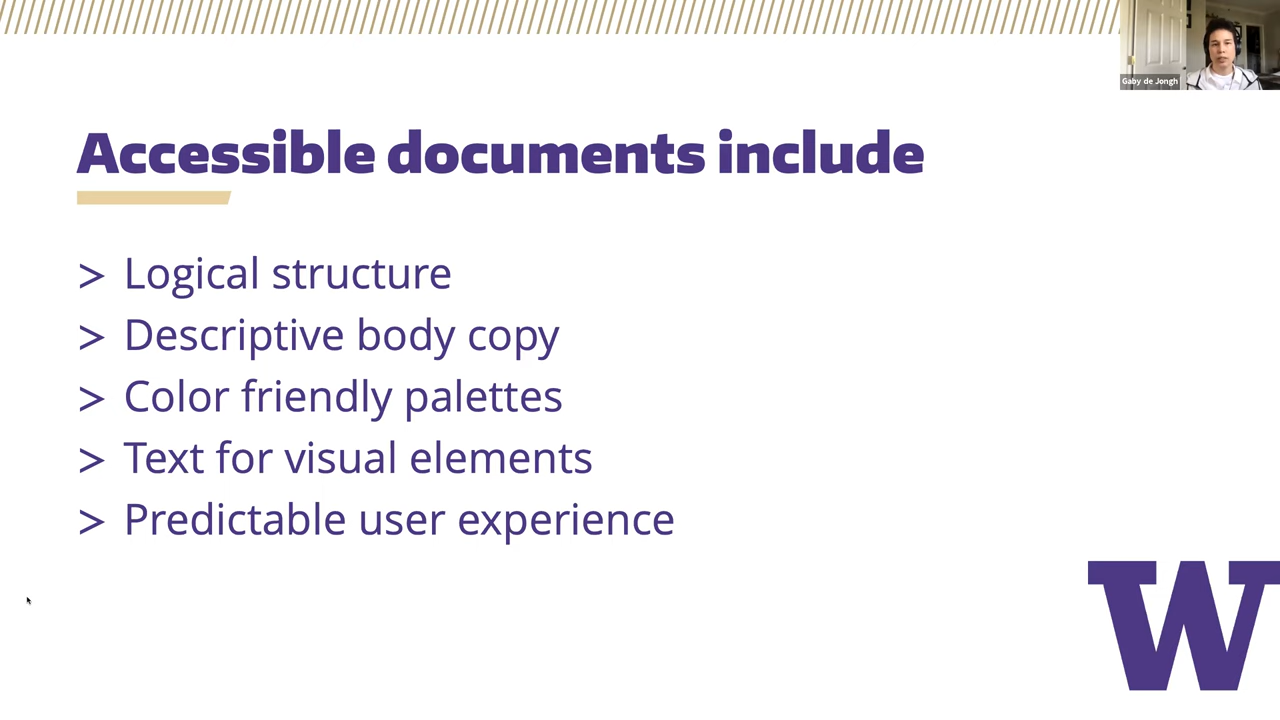 Gaby de Jongh
Accessible documents include
> Logical structure
> Descriptive body copy
> Color friendly palettes
> Text for visual elements
> Predictable user experience
W